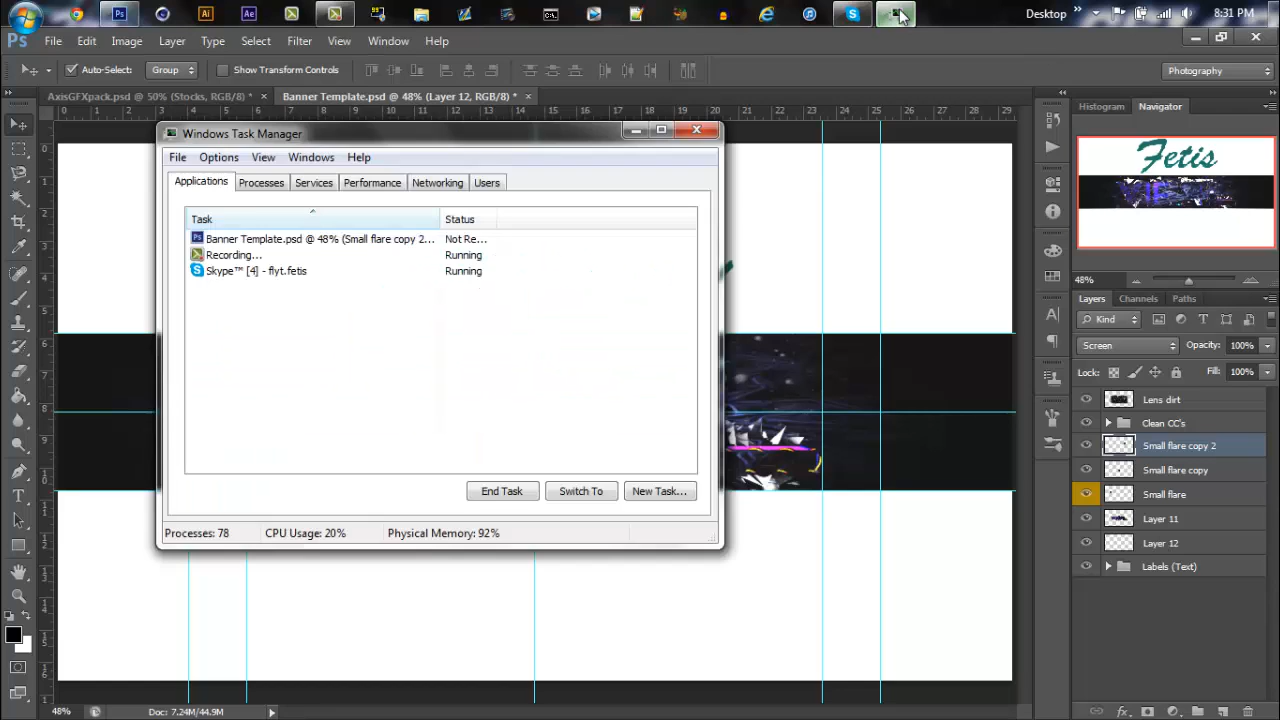 Desktop » 8:31 PM
Ps File Edit Image Layer Type Select Filter View Window Help
Auto-Select: Group Show Transform Controls Photography
AxisGFXpack.psd @ 50% (Stocks, RGB/8) * × Banner Template.psd @ 48% (Layer 12, RGB/8) * ×
Histogram Navigator
Fetis
48%
Windows Task Manager
File Options View Windows Help
Applications Processes Services Performance Networking Users
Task Status
Banner Template.psd @ 48% (Small flare copy 2... Not Re...
Recording... Running
Skype™ [4] - flyt.fetis Running
End Task Switch To New Task...
Processes: 78 CPU Usage: 20% Physical Memory: 92%
Layers Channels Paths
Kind
Screen Opacity: 100%
Lock: Fill: 100%
Lens dirt
Clean CC's
Small flare copy 2
Small flare copy
Small flare
Layer 11
Layer 12
Labels (Text)
48% Doc: 7.24M/44.9M